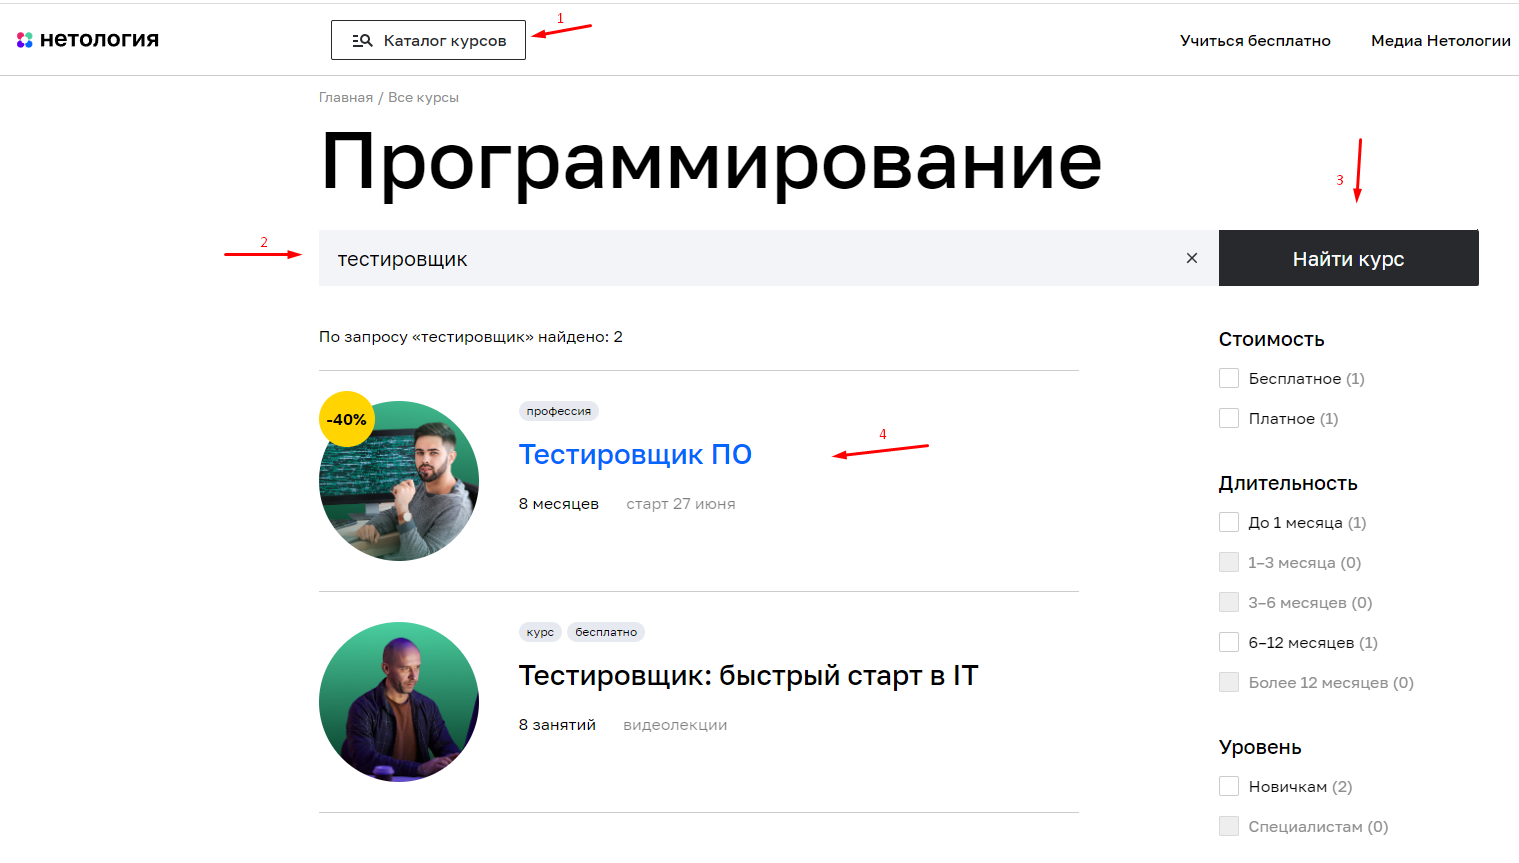 1
нетология
Каталог курсов
Учиться бесплатно
Медиа Нетологии
Главная / Все курсы
Программирование
3
2
тестировщик
×
Найти курс
По запросу «тестировщик» найдено: 2
Стоимость
Бесплатное (1)
Платное (1)
-40%
профессия
Тестировщик ПО
4
8 месяцев
старт 27 июня
Длительность
До 1 месяца (1)
1–3 месяца (0)
3–6 месяцев (0)
6–12 месяцев (1)
Более 12 месяцев (0)
курс
бесплатно
Тестировщик: быстрый старт в IT
8 занятий
видеолекции
Уровень
Новичкам (2)
Специалистам (0)